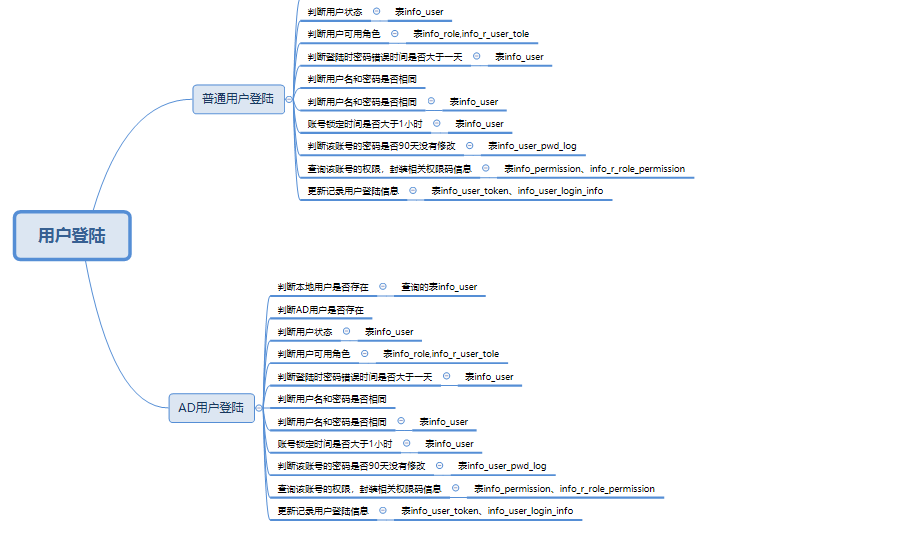 判断用户状态 表info_user
判断用户可用角色 表info_role,info_r_user_tole
判断登陆时密码错误时间是否大于一天 表info_user
判断用户名和密码是否相同
普通用户登陆
判断用户名和密码是否相同 表info_user
账号锁定时间是否大于1小时 表info_user
判断该账号的密码是否90天没有修改 表info_user_pwd_log
查询该账号的权限，封装相关权限码信息 表info_permission、info_r_role_permission
更新记录用户登陆信息 表info_user_token、info_user_login_info
用户登陆
判断本地用户是否存在 查询的表info_user
判断AD用户是否存在
判断用户状态 表info_user
判断用户可用角色 表info_role,info_r_user_tole
判断登陆时密码错误时间是否大于一天 表info_user
判断用户名和密码是否相同
AD用户登陆
判断用户名和密码是否相同 表info_user
账号锁定时间是否大于1小时 表info_user
判断该账号的密码是否90天没有修改 表info_user_pwd_log
查询该账号的权限，封装相关权限码信息 表info_permission、info_r_role_permission
更新记录用户登陆信息 表info_user_token、info_user_login_info